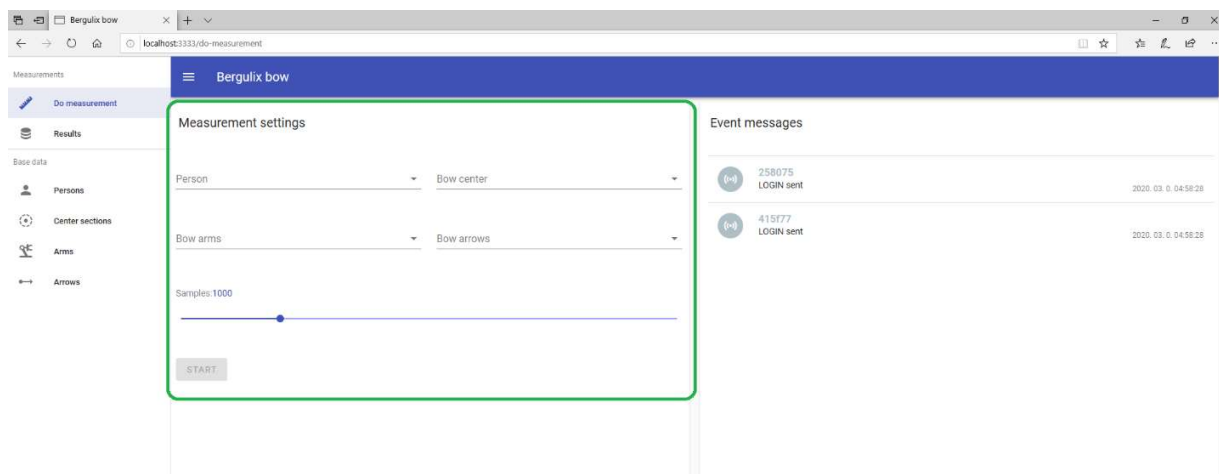 Bergulix bow
localhost:3333/do-measurement
Measurements
Do measurement
Results
Base data
Persons
Center sections
Arms
Arrows
Bergulix bow
Measurement settings
Person
Bow center
Bow arms
Bow arrows
Samples:1000
START
Event messages
258075
LOGIN sent
2020. 03. 0. 04:58:28
415f77
LOGIN sent
2020. 03. 0. 04:58:28